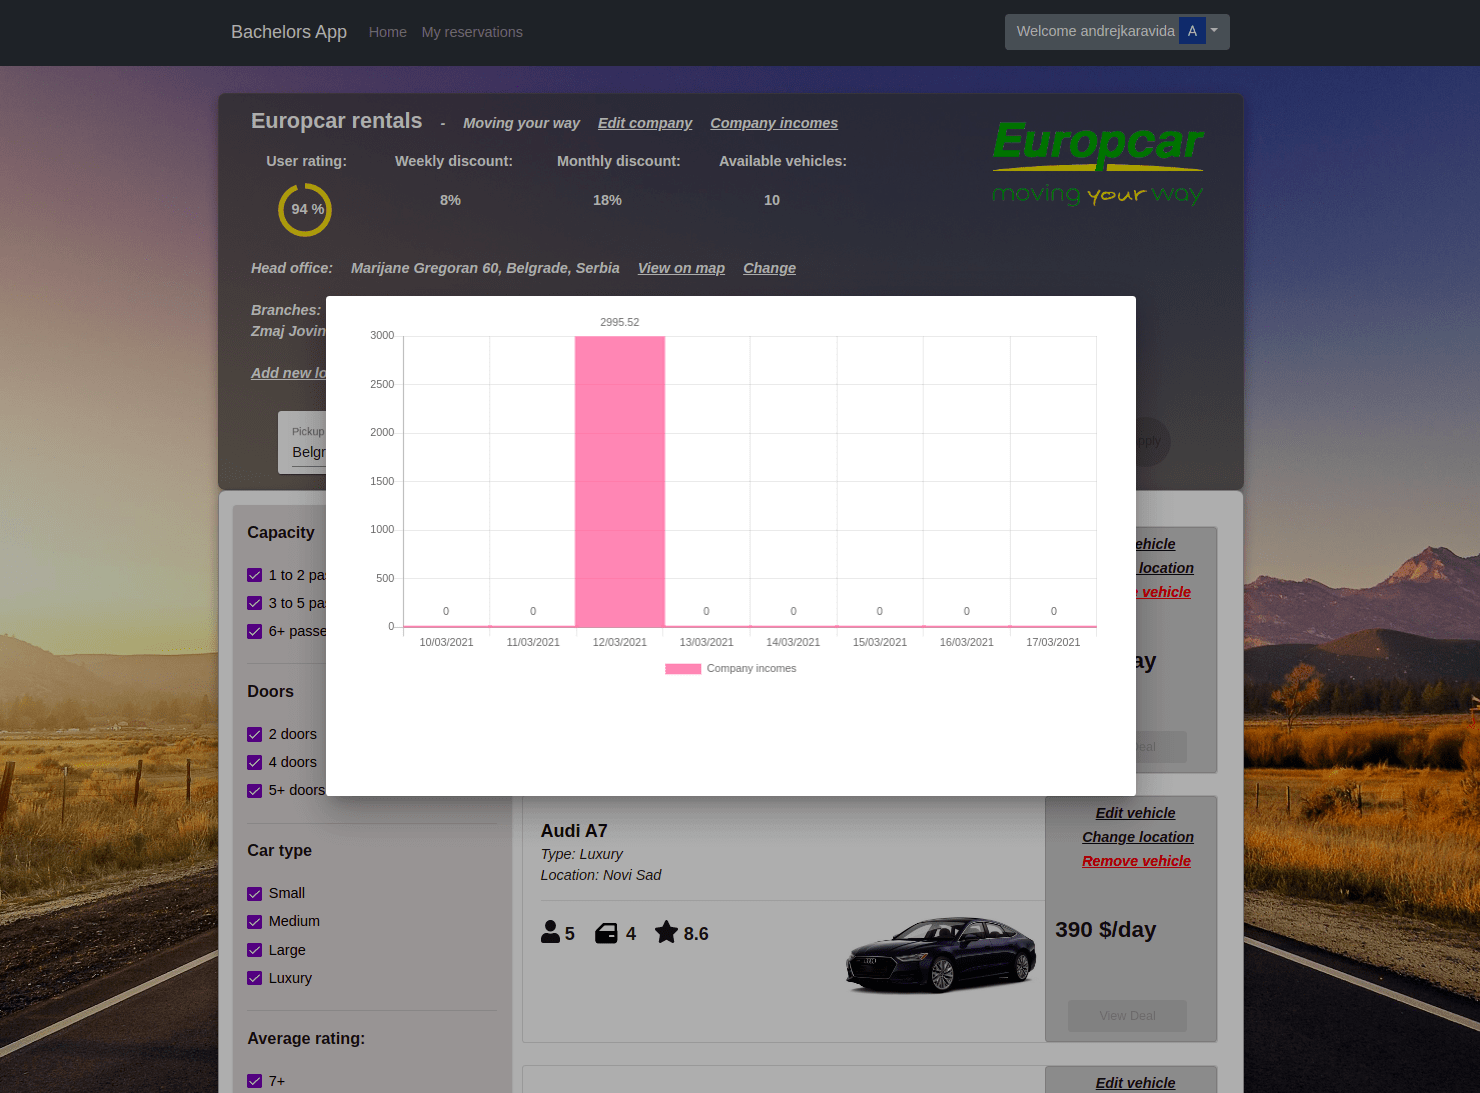 Bachelors App Home My reservations Welcome andrejkaravida A
Europcar rentals - Moving your way Edit company Company incomes
Europcar
moving your way
User rating: Weekly discount: Monthly discount: Available vehicles:
94 % 8% 18% 10
Head office: Marijane Gregoran 60, Belgrade, Serbia View on map Change
Branches:
Zmaj Jovin
Add new lo
Pickup
Belgr
pply
2995.52
3000
2500
2000
1500
1000
500
0
0 0 0 0 0 0 0
10/03/2021 11/03/2021 12/03/2021 13/03/2021 14/03/2021 15/03/2021 16/03/2021 17/03/2021
Company incomes
Capacity
1 to 2 pas
3 to 5 pas
6+ passe
Doors
2 doors
4 doors
5+ doors
Car type
Small
Medium
Large
Luxury
Average rating:
7+
ehicle
location
e vehicle
ay
Deal
Audi A7
Type: Luxury
Location: Novi Sad
5 4 8.6
Edit vehicle
Change location
Remove vehicle
390 $/day
View Deal
Edit vehicle